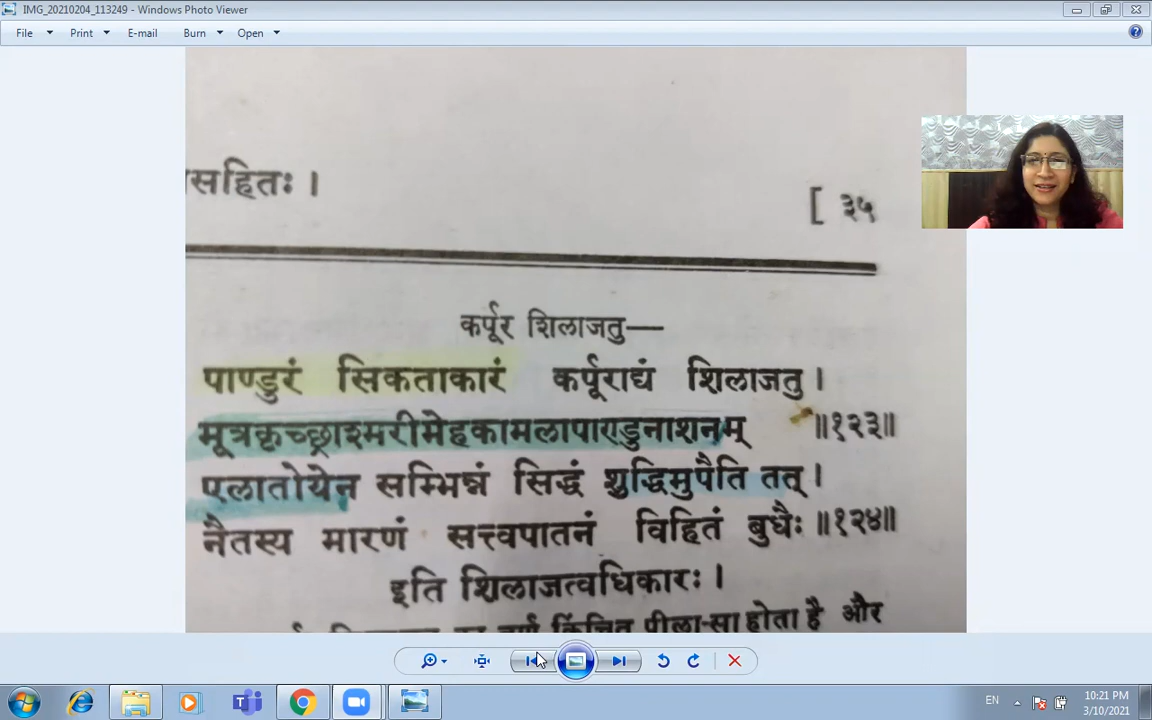 IMG_20210204_113249 - Windows Photo Viewer
File Print E-mail Burn Open
सहितः ।
[ ३५
कर्पूर शिलाजतु—
पाण्डुरं सिकताकारं कर्पूराद्यं शिलाजतु ।
मूत्रकृच्छ्राश्मरीमेहकामलापाण्डुनाशनम् ॥१२३॥
एलातोयेन सम्भिन्नं सिद्धं शुद्धिमुपैति तत् ।
नैतस्य मारणं सत्त्वपातनं विहितं बुधैः ॥१२४॥
इति शिलाजत्वधिकारः ।
वर्ण किंचित पीला-सा होता है और
EN
10:21 PM
3/10/2021